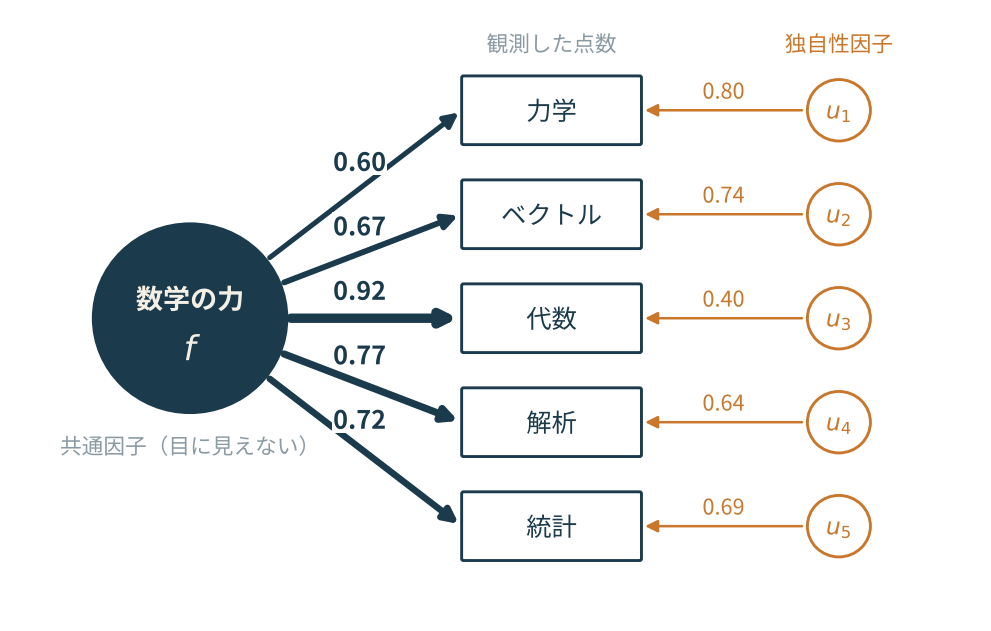 観測した点数
独自性因子
力学
0.80
u1
0.60
ベクトル
0.74
u2
0.67
数学の力
f
0.92
代数
0.40
u3
0.77
解析
0.64
u4
0.72
共通因子（目に見えない）
統計
0.69
u5